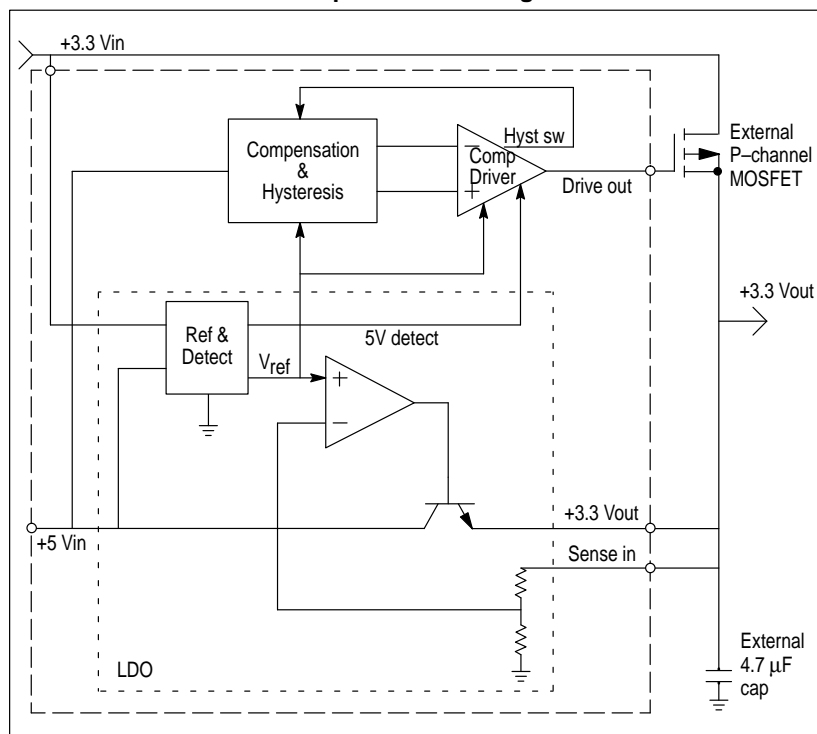 +3.3 Vin
Hyst sw
Compensation
&
Hysteresis
−
Comp
Driver
+
Drive out
External
P–channel
MOSFET
+3.3 Vout
Ref &
Detect
5V detect
Vref
+
−
+3.3 Vout
+5 Vin
Sense in
LDO
External
4.7 μF
cap